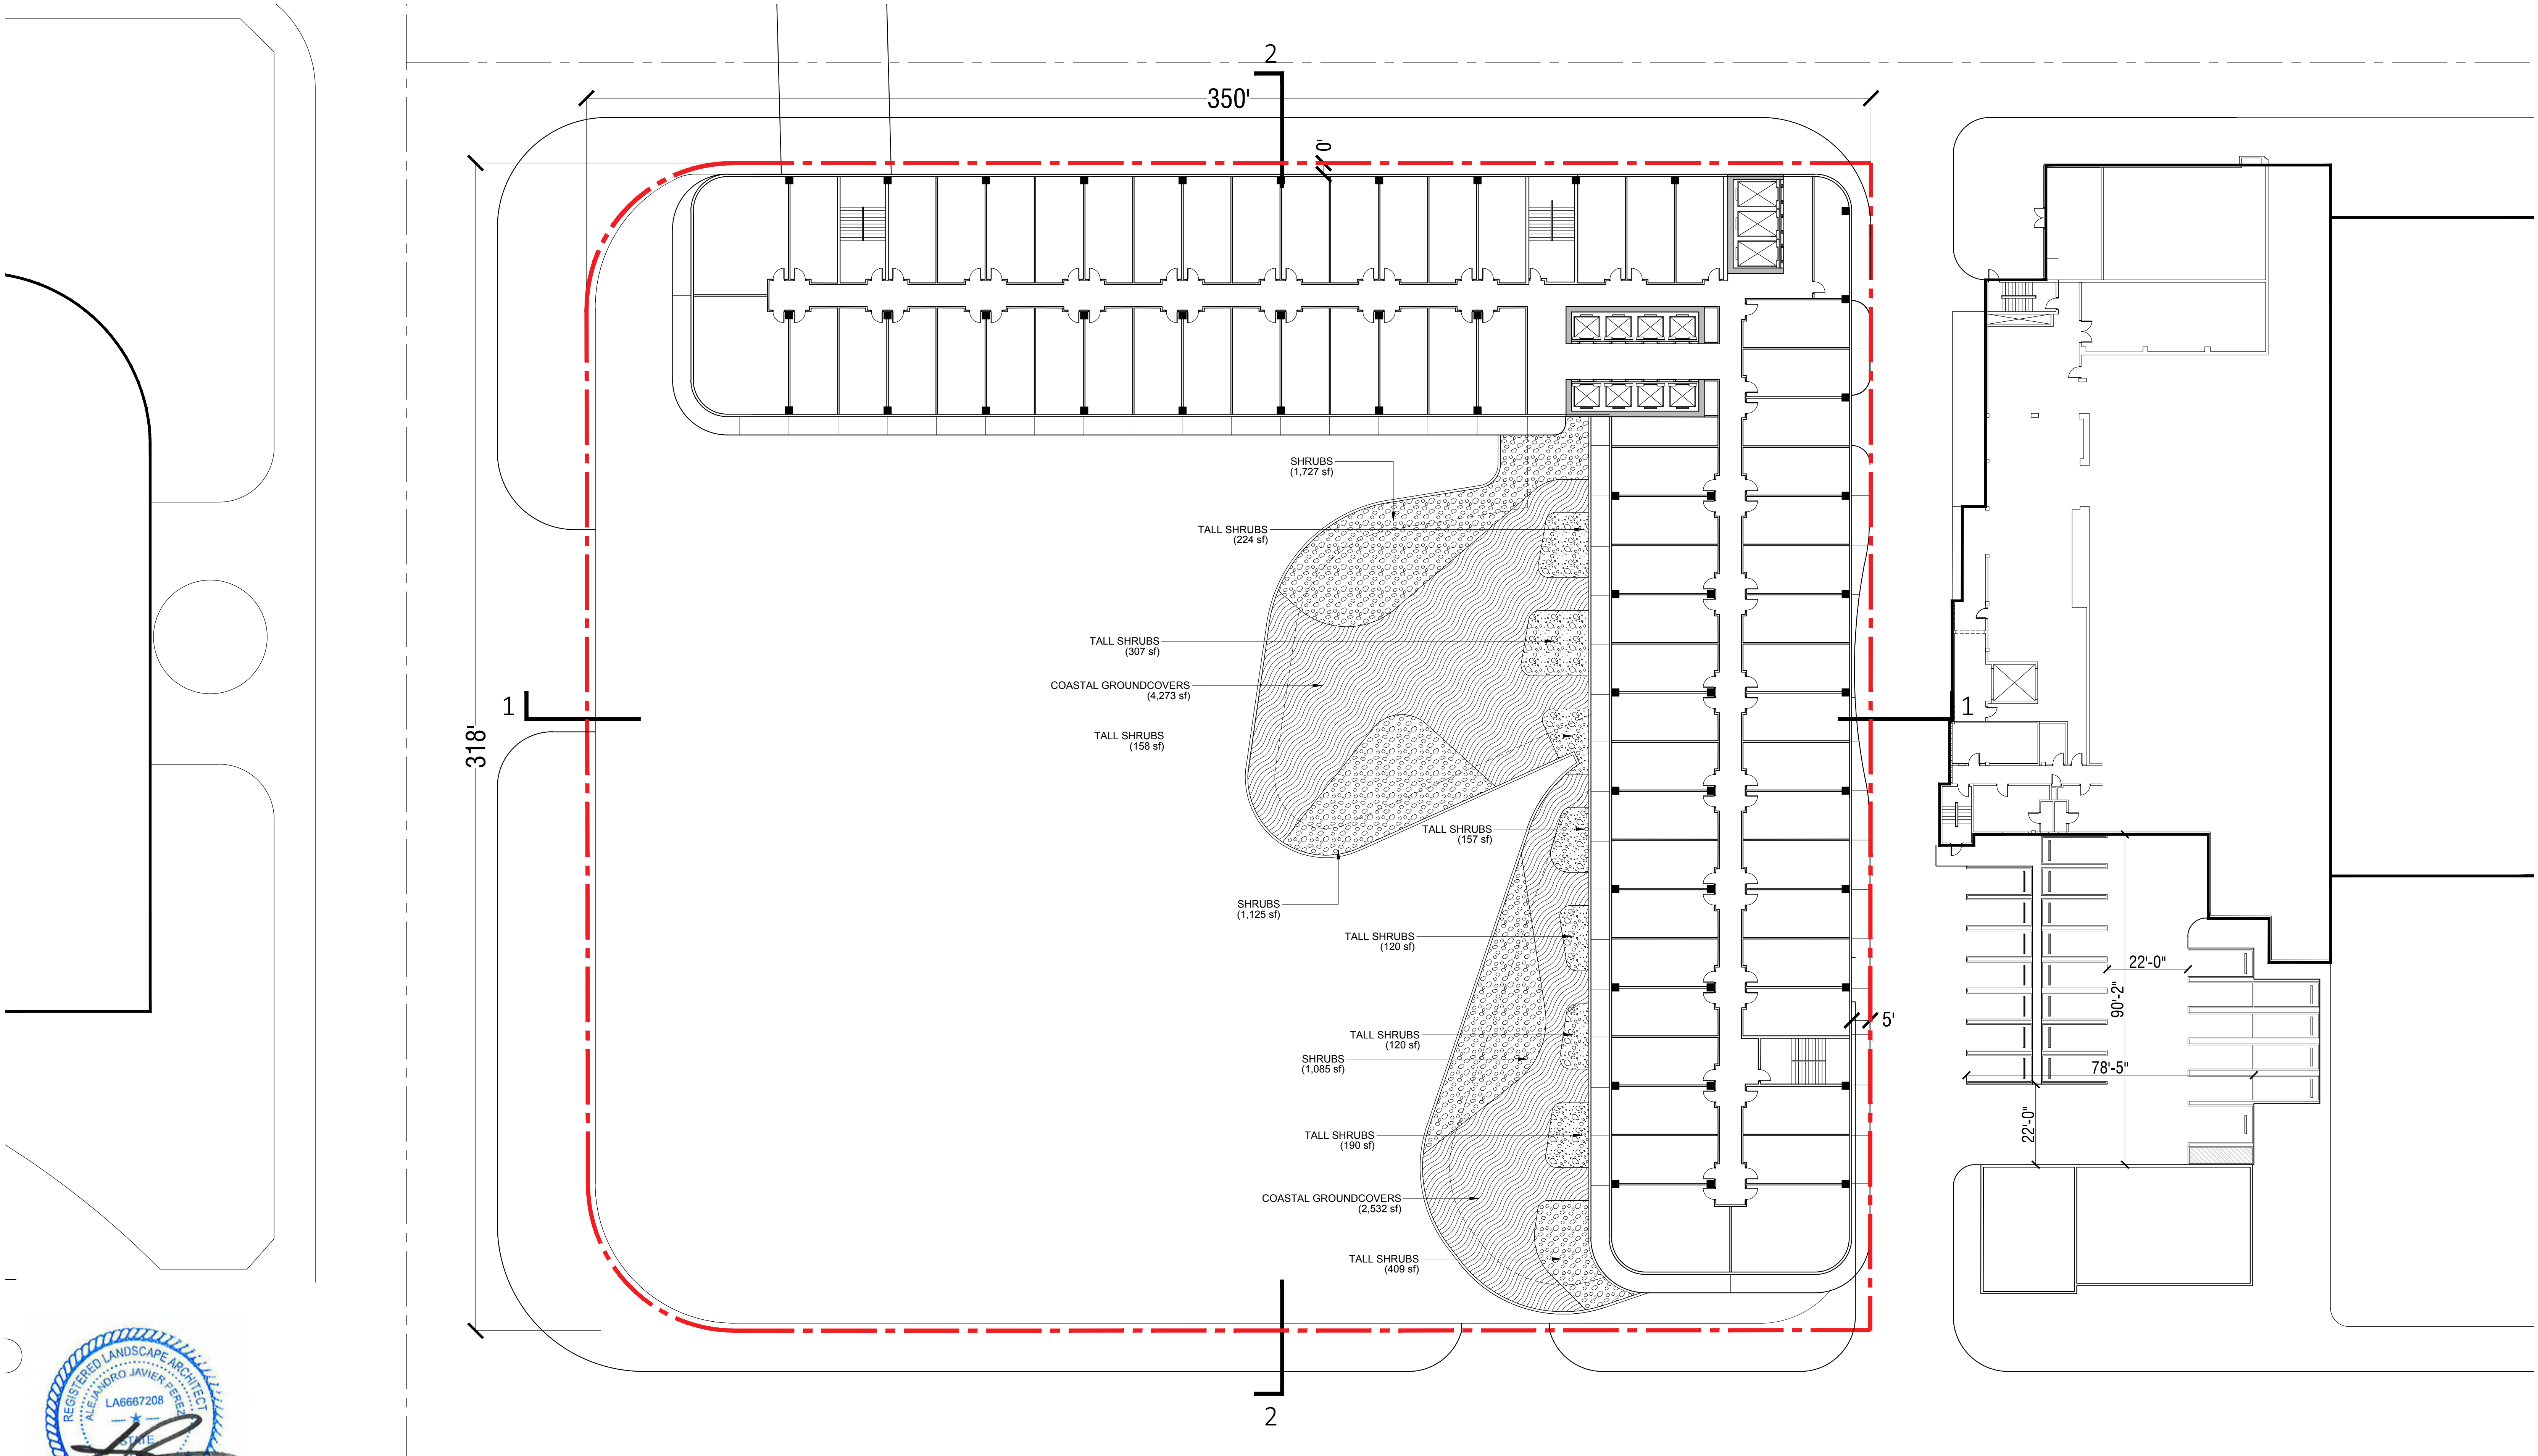 2
350'
0'
SHRUBS
(1,727 sf)
TALL SHRUBS
(224 sf)
TALL SHRUBS
(307 sf)
COASTAL GROUNDCOVERS
(4,273 sf)
1
1
318'
TALL SHRUBS
(158 sf)
TALL SHRUBS
(157 sf)
SHRUBS
(1,125 sf)
TALL SHRUBS
(120 sf)
22'-0"
90'-2"
5'
TALL SHRUBS
(120 sf)
SHRUBS
(1,085 sf)
78'-5"
22'-0"
TALL SHRUBS
(190 sf)
COASTAL GROUNDCOVERS
(2,532 sf)
TALL SHRUBS
(409 sf)
2
REGISTERED LANDSCAPE ARCHITECT
ALEJANDRO JAVIER PEREZ
LA6667208
STATE